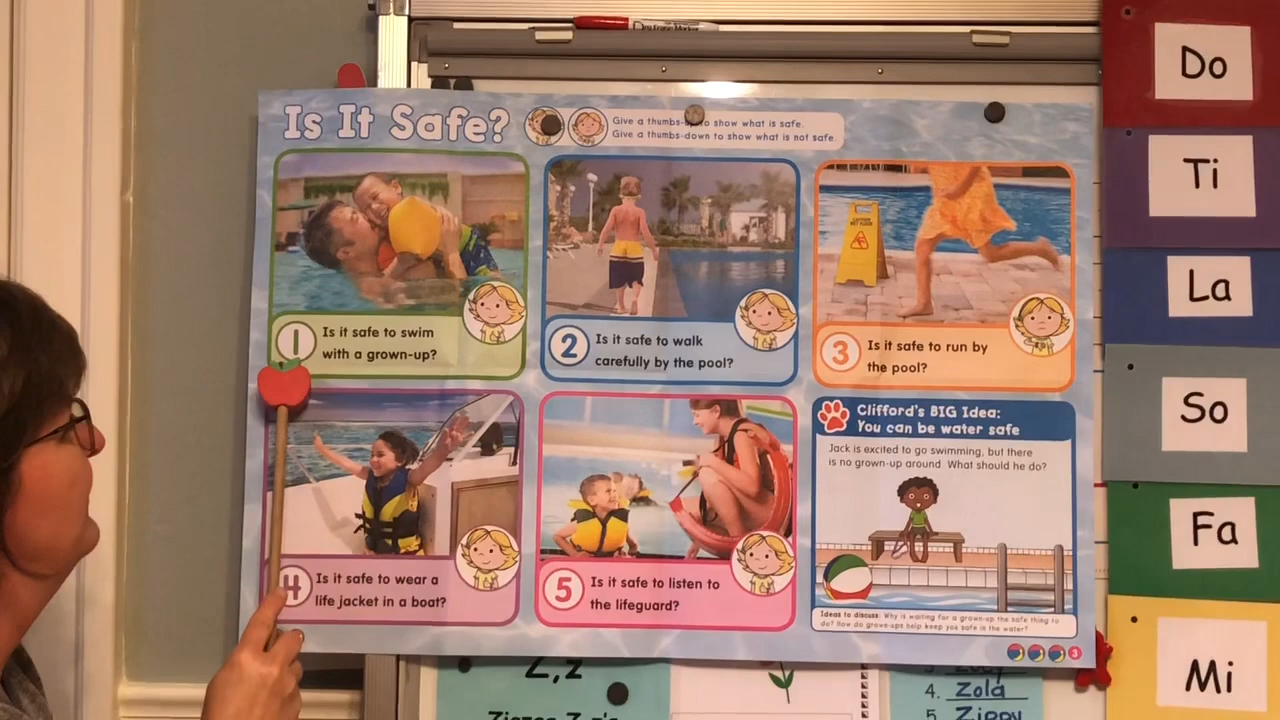 Dry Erase Marker
Is It Safe?
Give a thumbs-up to show what is safe.
Give a thumbs-down to show what is not safe.
1 Is it safe to swim
with a grown-up?
2 Is it safe to walk
carefully by the pool?
3 Is it safe to run by
the pool?
4 Is it safe to wear a
life jacket in a boat?
5 Is it safe to listen to
the lifeguard?
Clifford's BIG Idea:
You can be water safe
Jack is excited to go swimming, but there
is no grown-up around. What should he do?
Ideas to discuss: Why is waiting for a grown-up the safe thing to
do? How do grown-ups help keep you safe in the water?
3
Do
Ti
La
So
Fa
Mi
Z,z
4. Zola
5. Zippy